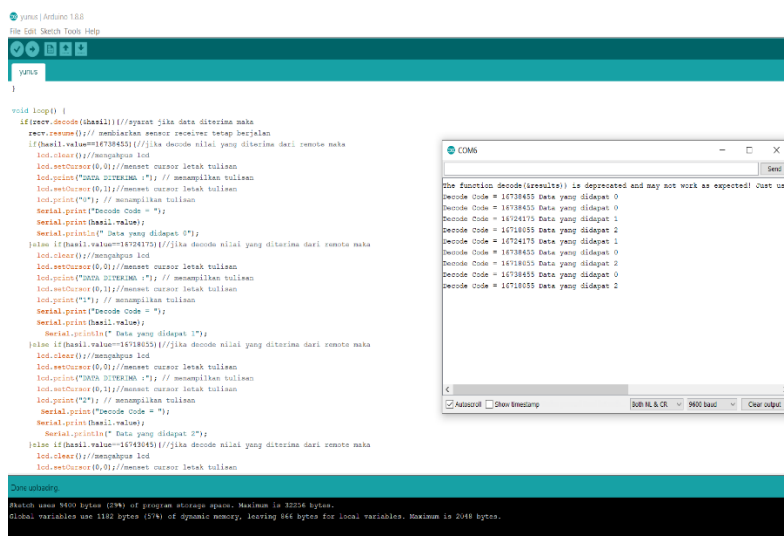 yunus | Arduino 1.8.8
File Edit Sketch Tools Help
yunus
}
void loop() {
if(recv.decode(&hasil)){//syarat jika data diterima maka
recv.resume();// membiarkan sensor receiver tetap berjalan
if(hasil.value==16738455){//jika decode nilai yang diterima dari remote maka
lcd.clear();//mengahpus lcd
lcd.setCursor(0,0);//menset cursor letak tulisan
lcd.print("DATA DITERIMA :"); // menampilkan tulisan
lcd.setCursor(0,1);//menset cursor letak tulisan
lcd.print("0"); // menampilkan tulisan
Serial.print("Decode Code = ");
Serial.print(hasil.value);
Serial.println(" Data yang didapat 0");
}else if(hasil.value==16724175){//jika decode nilai yang diterima dari remote maka
lcd.clear();//mengahpus lcd
lcd.setCursor(0,0);//menset cursor letak tulisan
lcd.print("DATA DITERIMA :"); // menampilkan tulisan
lcd.setCursor(0,1);//menset cursor letak tulisan
lcd.print("1"); // menampilkan tulisan
Serial.print("Decode Code = ");
Serial.print(hasil.value);
Serial.println(" Data yang didapat 1");
}else if(hasil.value==16718055){//jika decode nilai yang diterima dari remote maka
lcd.clear();//mengahpus lcd
lcd.setCursor(0,0);//menset cursor letak tulisan
lcd.print("DATA DITERIMA :"); // menampilkan tulisan
lcd.setCursor(0,1);//menset cursor letak tulisan
lcd.print("2"); // menampilkan tulisan
Serial.print("Decode Code = ");
Serial.print(hasil.value);
Serial.println(" Data yang didapat 2");
}else if(hasil.value==16743045){//jika decode nilai yang diterima dari remote maka
lcd.clear();//mengahpus lcd
lcd.setCursor(0,0);//menset cursor letak tulisan
COM6
Send
The function decode(&results)) is deprecated and may not work as expected! Just us
Decode Code = 16738455 Data yang didapat 0
Decode Code = 16738455 Data yang didapat 0
Decode Code = 16724175 Data yang didapat 1
Decode Code = 16718055 Data yang didapat 2
Decode Code = 16724175 Data yang didapat 1
Decode Code = 16738455 Data yang didapat 0
Decode Code = 16718055 Data yang didapat 2
Decode Code = 16738455 Data yang didapat 0
Decode Code = 16718055 Data yang didapat 2
Autoscroll Show timestamp Both NL & CR 9600 baud Clear output
Done uploading.
Sketch uses 9400 bytes (29%) of program storage space. Maximum is 32256 bytes.
Global variables use 1182 bytes (57%) of dynamic memory, leaving 866 bytes for local variables. Maximum is 2048 bytes.